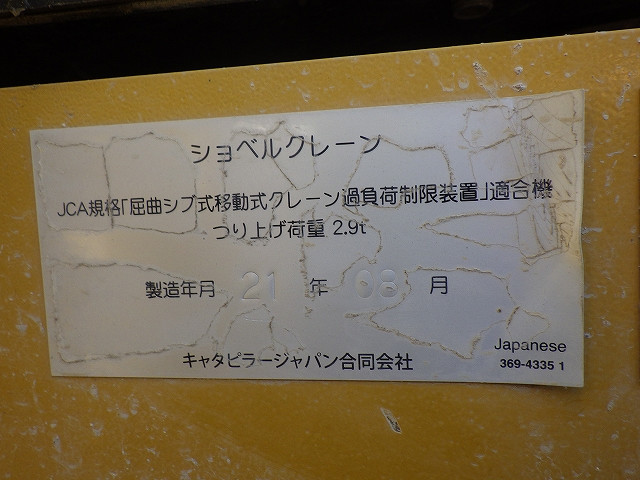 ショベルクレーン
JCA規格「屈曲ジブ式移動式クレーン過負荷制限装置」適合機
つり上げ荷重 2.9t
製造年月 21 年 08 月
キャタピラージャパン合同会社
Japanese
369-4335 1